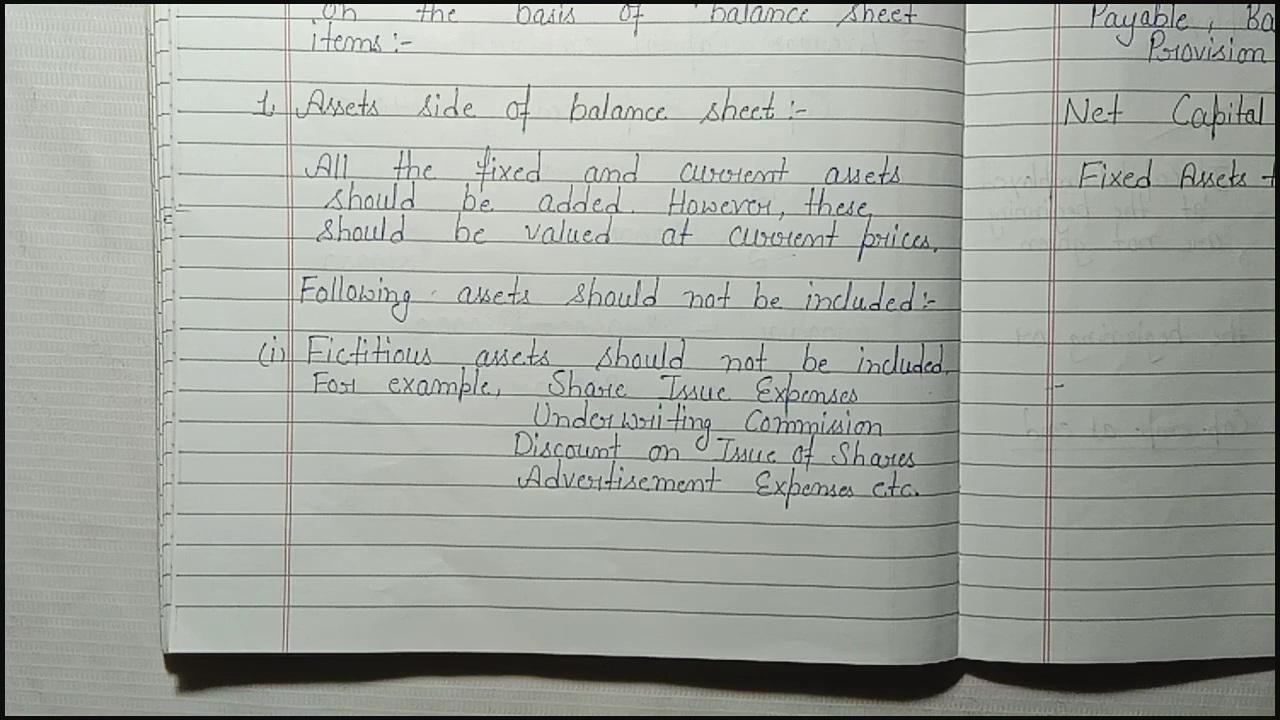 On the basis of balance sheet
items:-
1. Assets side of balance sheet:-
All the fixed and current assets
should be added. However, these
should be valued at current prices.
Following assets should not be included:-
(i) Fictitious assets should not be included.
For example, Share Issue Expenses
Underwriting Commission
Discount on Issue of Shares
Advertisement Expenses etc.
Payable, Ba
Provision
Net Capital
Fixed Assets +